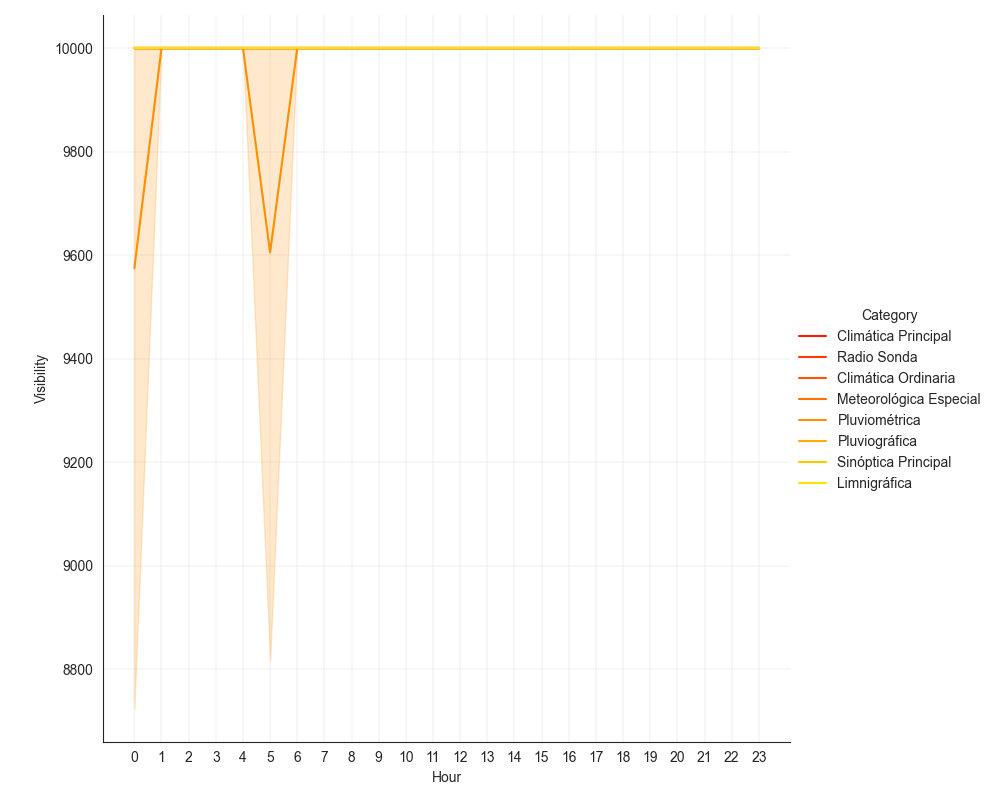 10000
9800
9600
9400
9200
9000
8800
Visibility
0 1 2 3 4 5 6 7 8 9 10 11 12 13 14 15 16 17 18 19 20 21 22 23
Hour
Category
Climática Principal
Radio Sonda
Climática Ordinaria
Meteorológica Especial
Pluviométrica
Pluviográfica
Sinóptica Principal
Limnigráfica